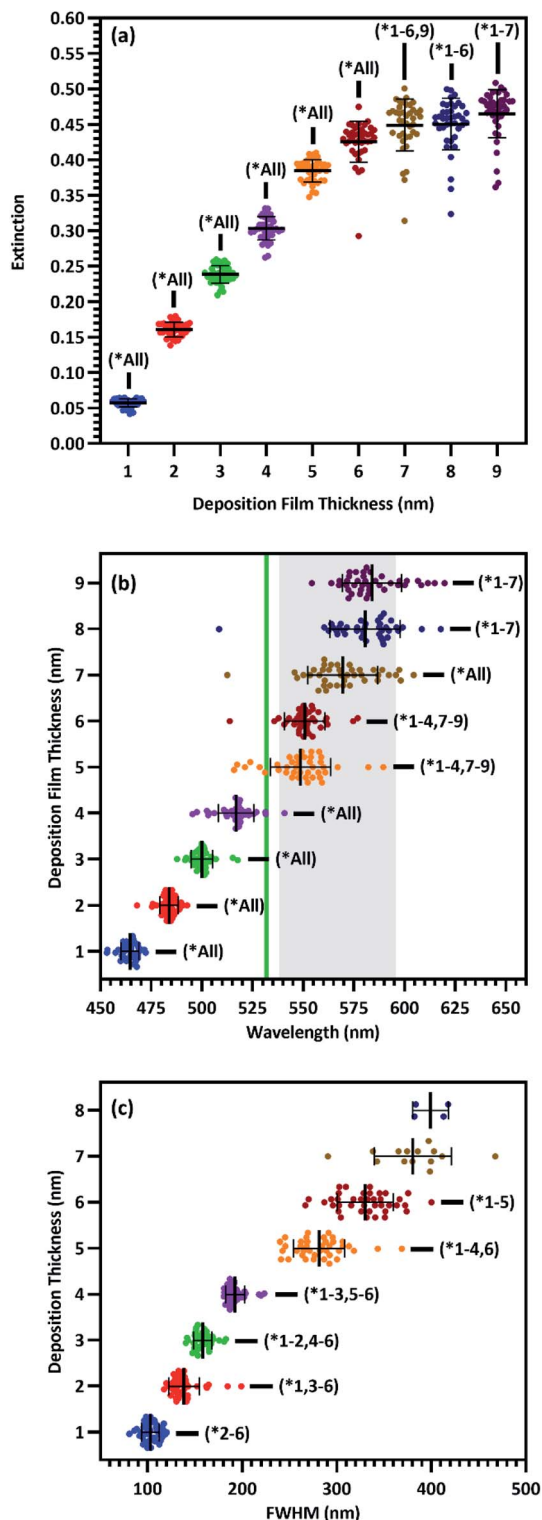 (a)
(*1-6,9)
(*1-7)
(*1-6)
(*All)
(*All)
(*All)
(*All)
(*All)
(*All)
0.60
0.55
0.50
0.45
0.40
0.35
0.30
0.25
0.20
0.15
0.10
0.05
0.00
Extinction
1 2 3 4 5 6 7 8 9
Deposition Film Thickness (nm)
(b)
Deposition Film Thickness (nm)
9 (*1-7)
8 (*1-7)
7 (*All)
6 (*1-4,7-9)
5 (*1-4,7-9)
4 (*All)
3 (*All)
2 (*All)
1 (*All)
450 475 500 525 550 575 600 625 650
Wavelength (nm)
(c)
Deposition Thickness (nm)
8
7
6 (*1-5)
5 (*1-4,6)
4 (*1-3,5-6)
3 (*1-2,4-6)
2 (*1,3-6)
1 (*2-6)
100 200 300 400 500
FWHM (nm)